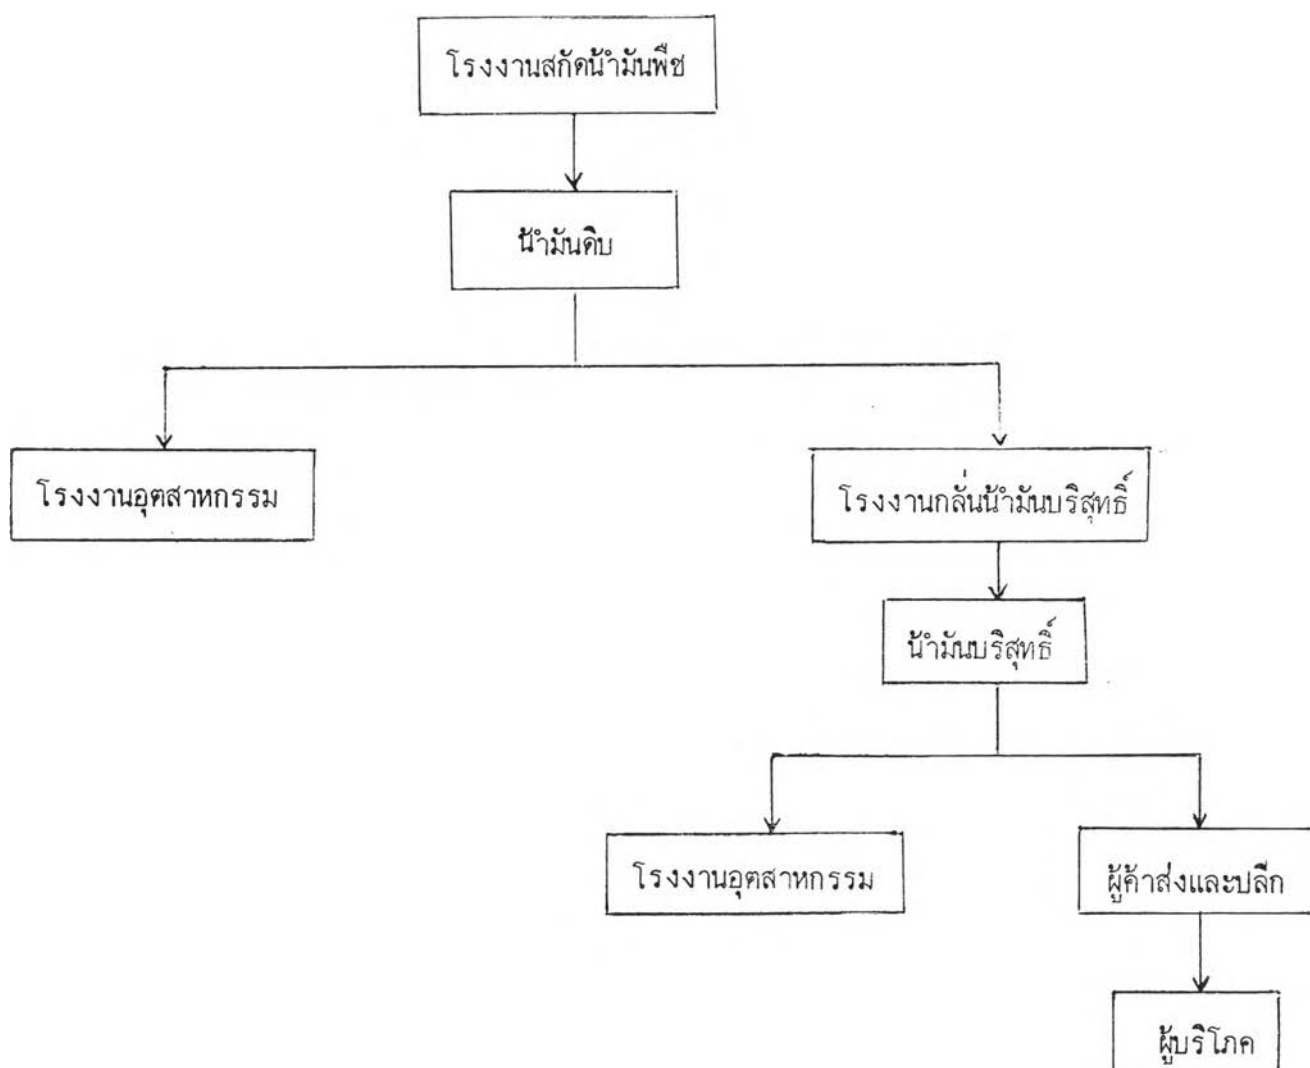 โรงงานสกัดน้ำมันพืช
น้ำมันดิบ
โรงงานอุตสาหกรรม
โรงงานกลั่นน้ำมันบริสุทธิ์
น้ำมันบริสุทธิ์
โรงงานอุตสาหกรรม
ผู้ค้าส่งและปลีก
ผู้บริโภค